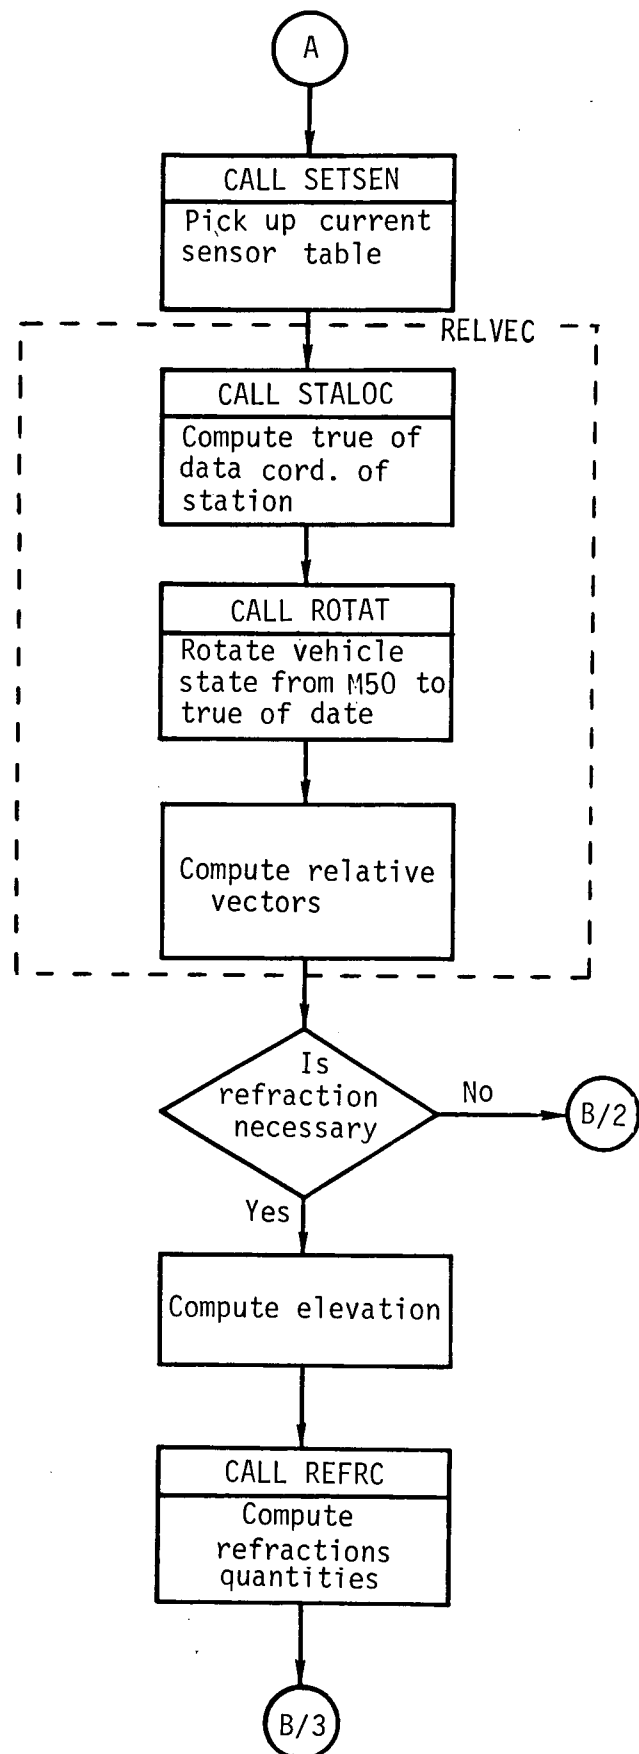 A
CALL SETSEN
Pick up current
sensor table
RELVEC
CALL STALOC
Compute true of
data cord. of
station
CALL ROTAT
Rotate vehicle
state from M50 to
true of date
Compute relative
vectors
Is
refraction
necessary
No
B/2
Yes
Compute elevation
CALL REFRC
Compute
refractions
quantities
B/3